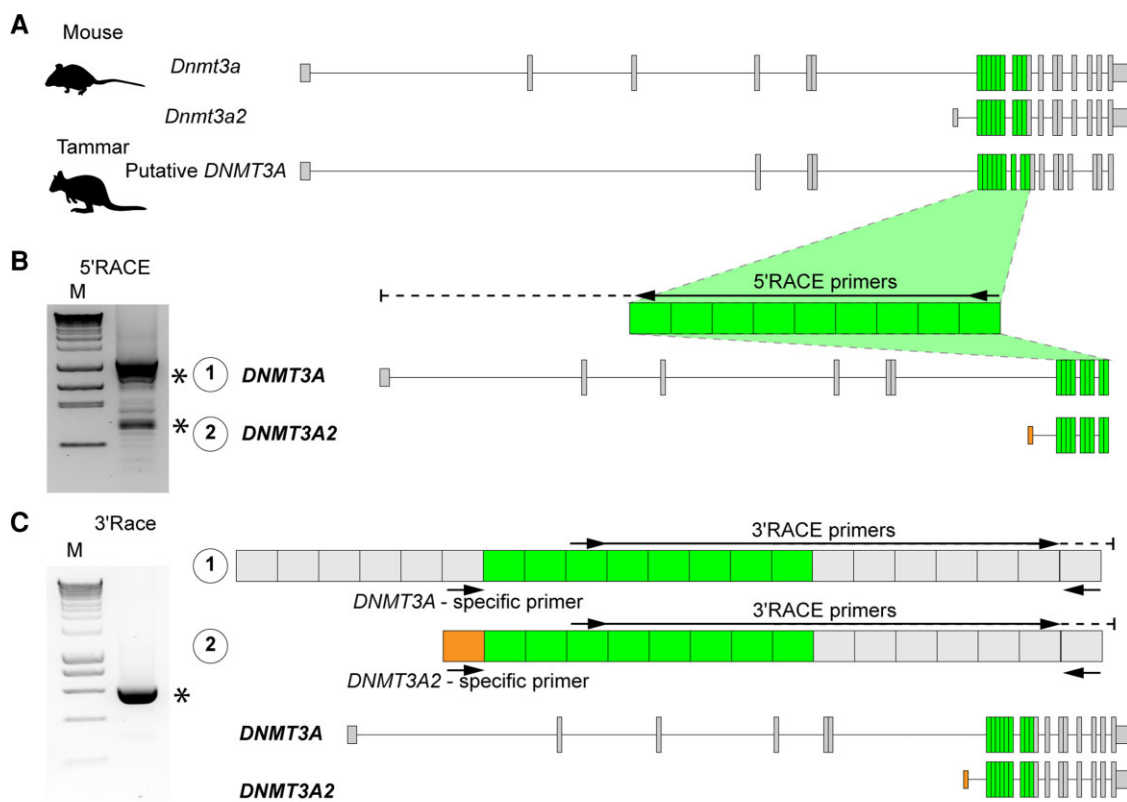 A
Mouse
Dnmt3a
Dnmt3a2
Tammar
Putative DNMT3A
B
5'RACE
M
5'RACE primers
* 1 DNMT3A
* 2 DNMT3A2
C
3'Race
M
1
3'RACE primers
DNMT3A - specific primer
2
3'RACE primers
DNMT3A2 - specific primer
*
DNMT3A
DNMT3A2